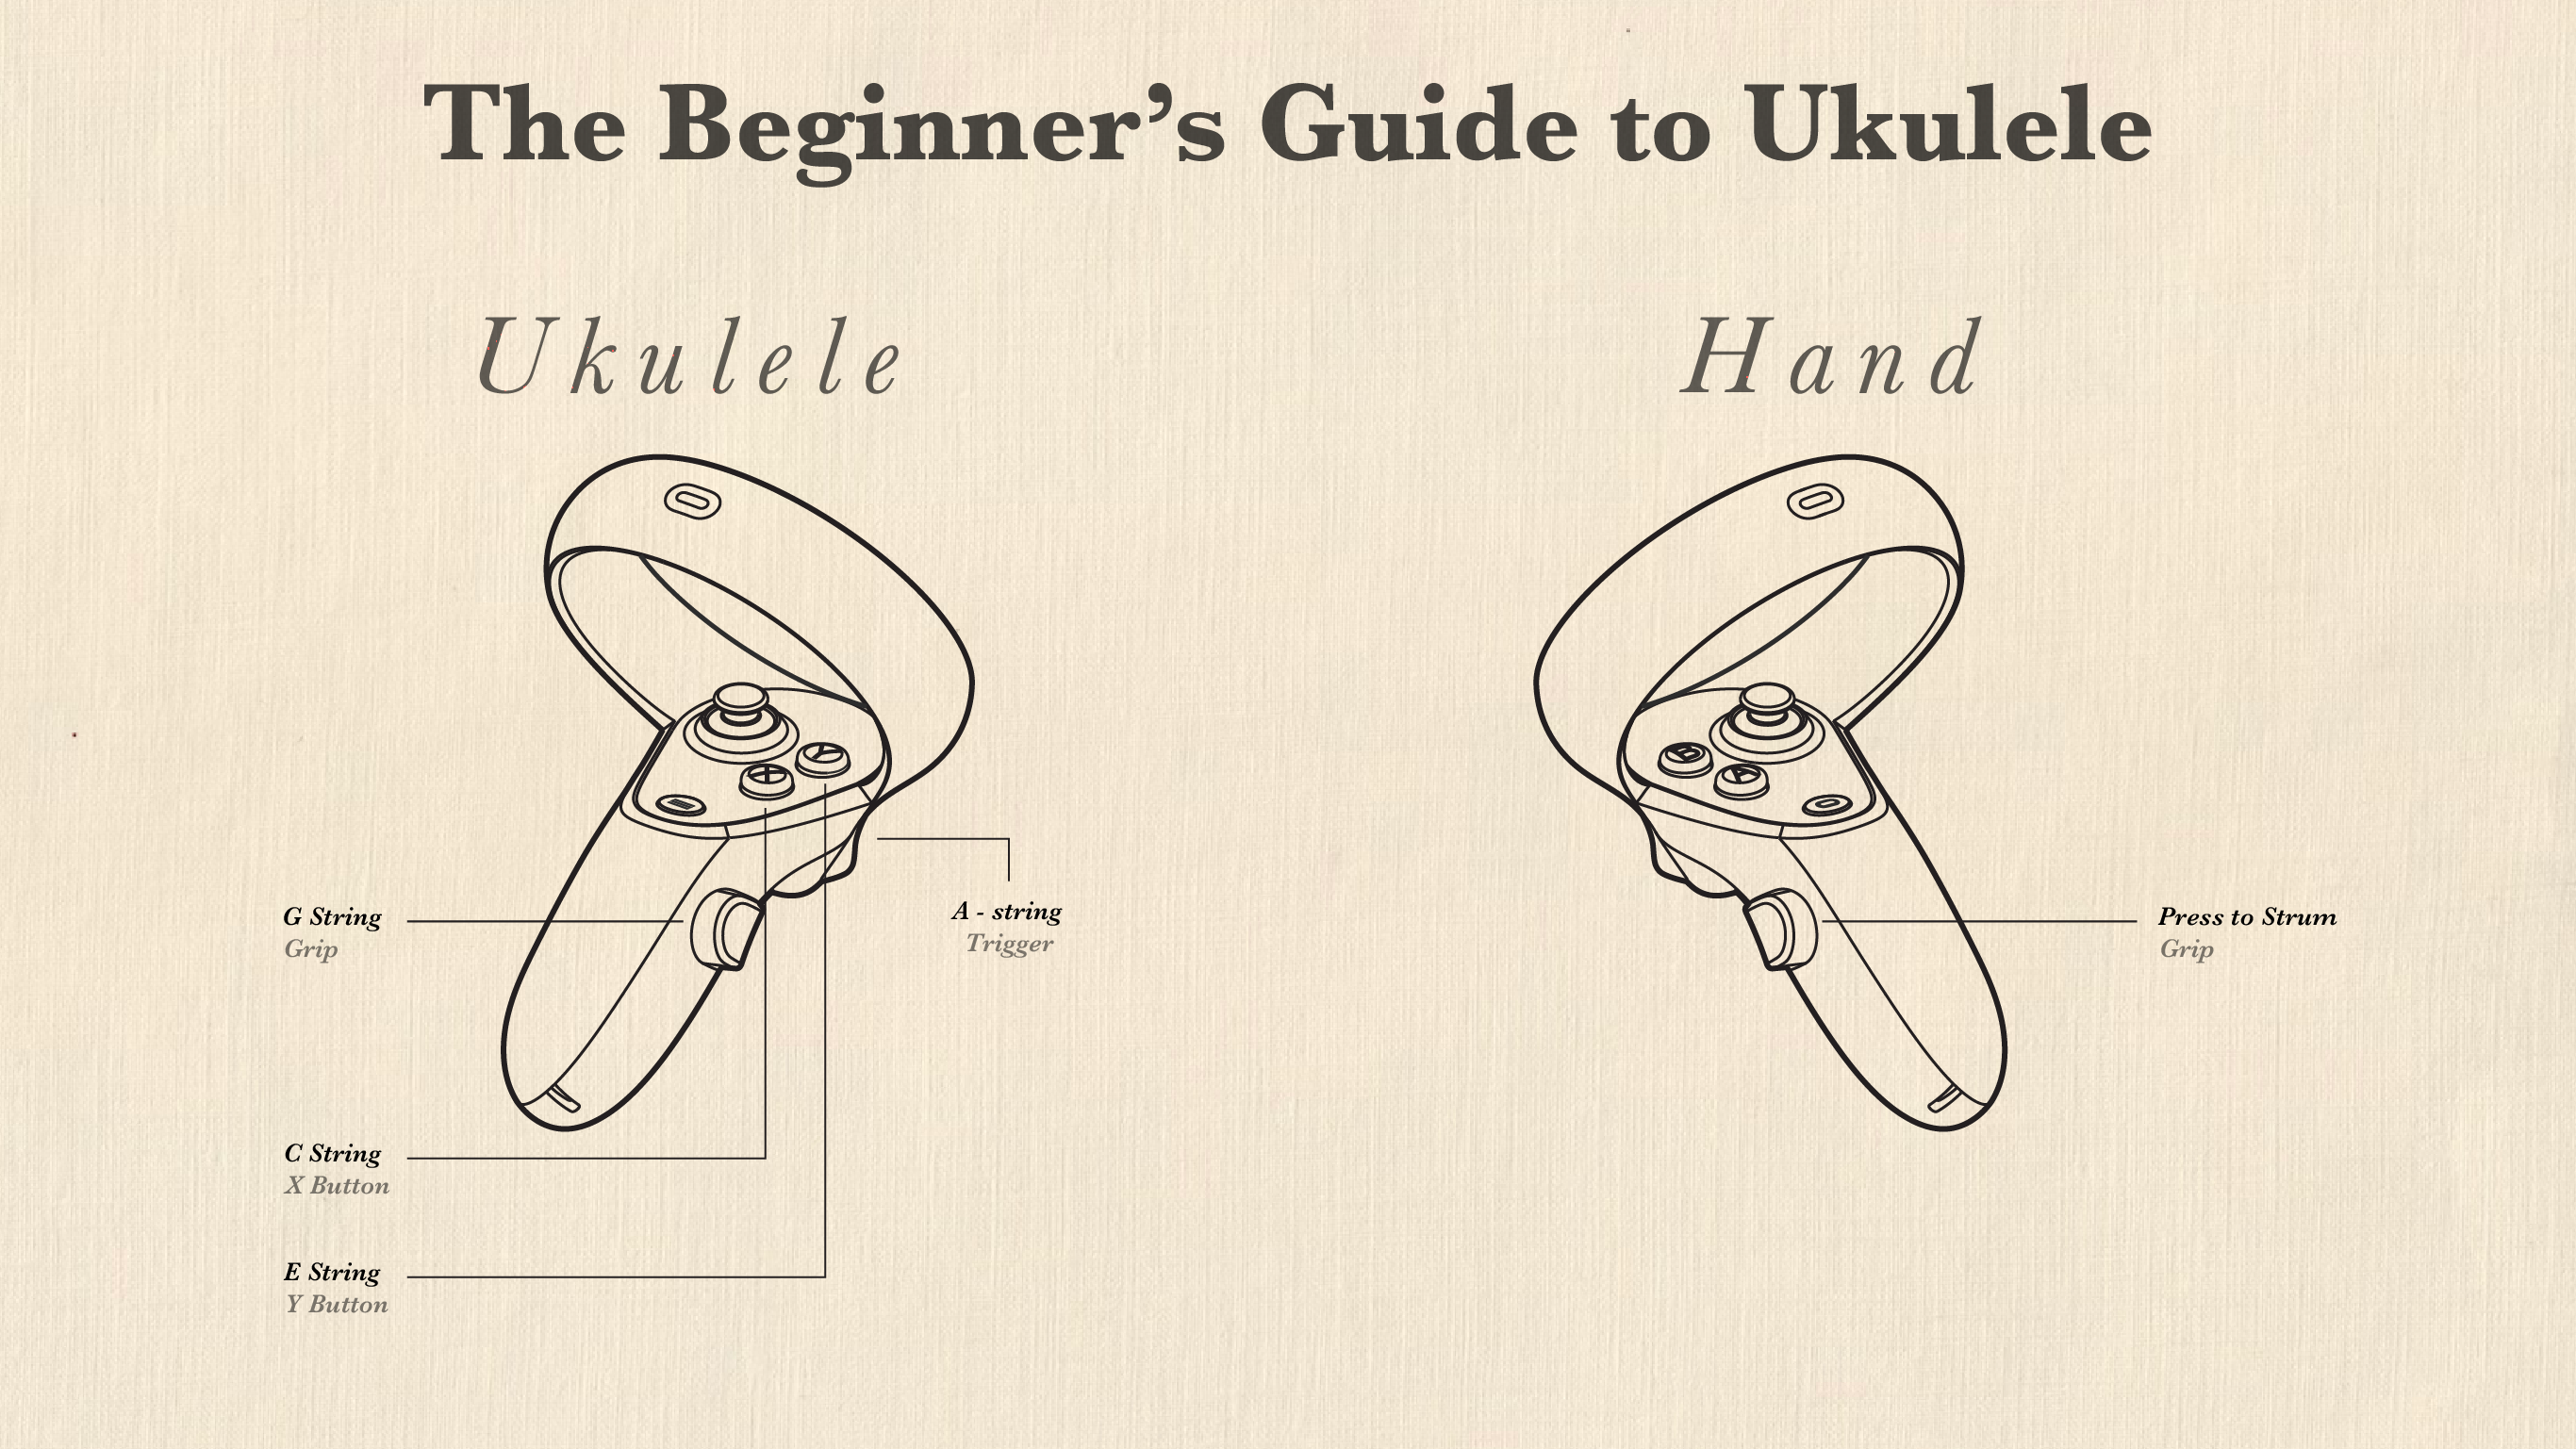 The Beginner’s Guide to Ukulele
Ukulele
Hand
Y
X
B
A
G String
Grip
A - string
Trigger
Press to Strum
Grip
C String
X Button
E String
Y Button